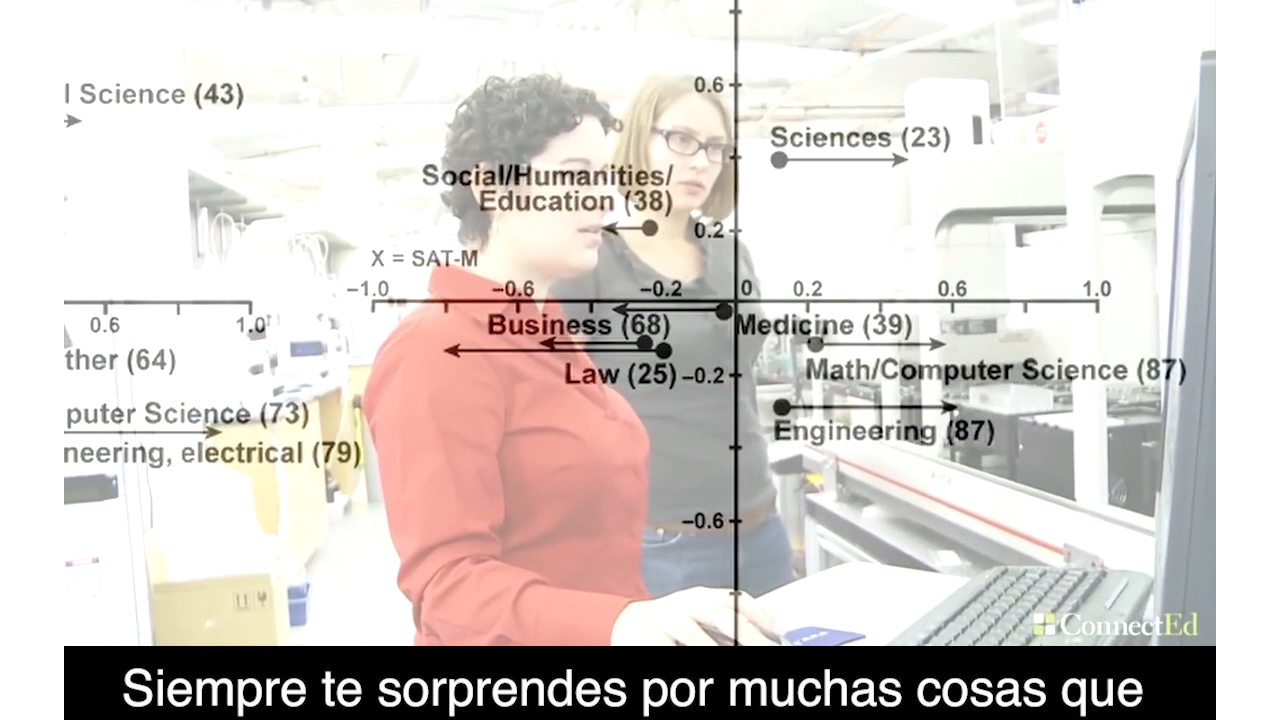 l Science (43)
0.6
Sciences (23)
Social/Humanities/
Education (38)
0.2
X = SAT-M
−1.0 −0.6 −0.2 0 0.2 0.6 1.0
0.6 1.0
Business (68)
Medicine (39)
ther (64)
Law (25)
−0.2
Math/Computer Science (87)
puter Science (73)
Engineering (87)
neering, electrical (79)
−0.6
ConnectEd
Siempre te sorprendes por muchas cosas que